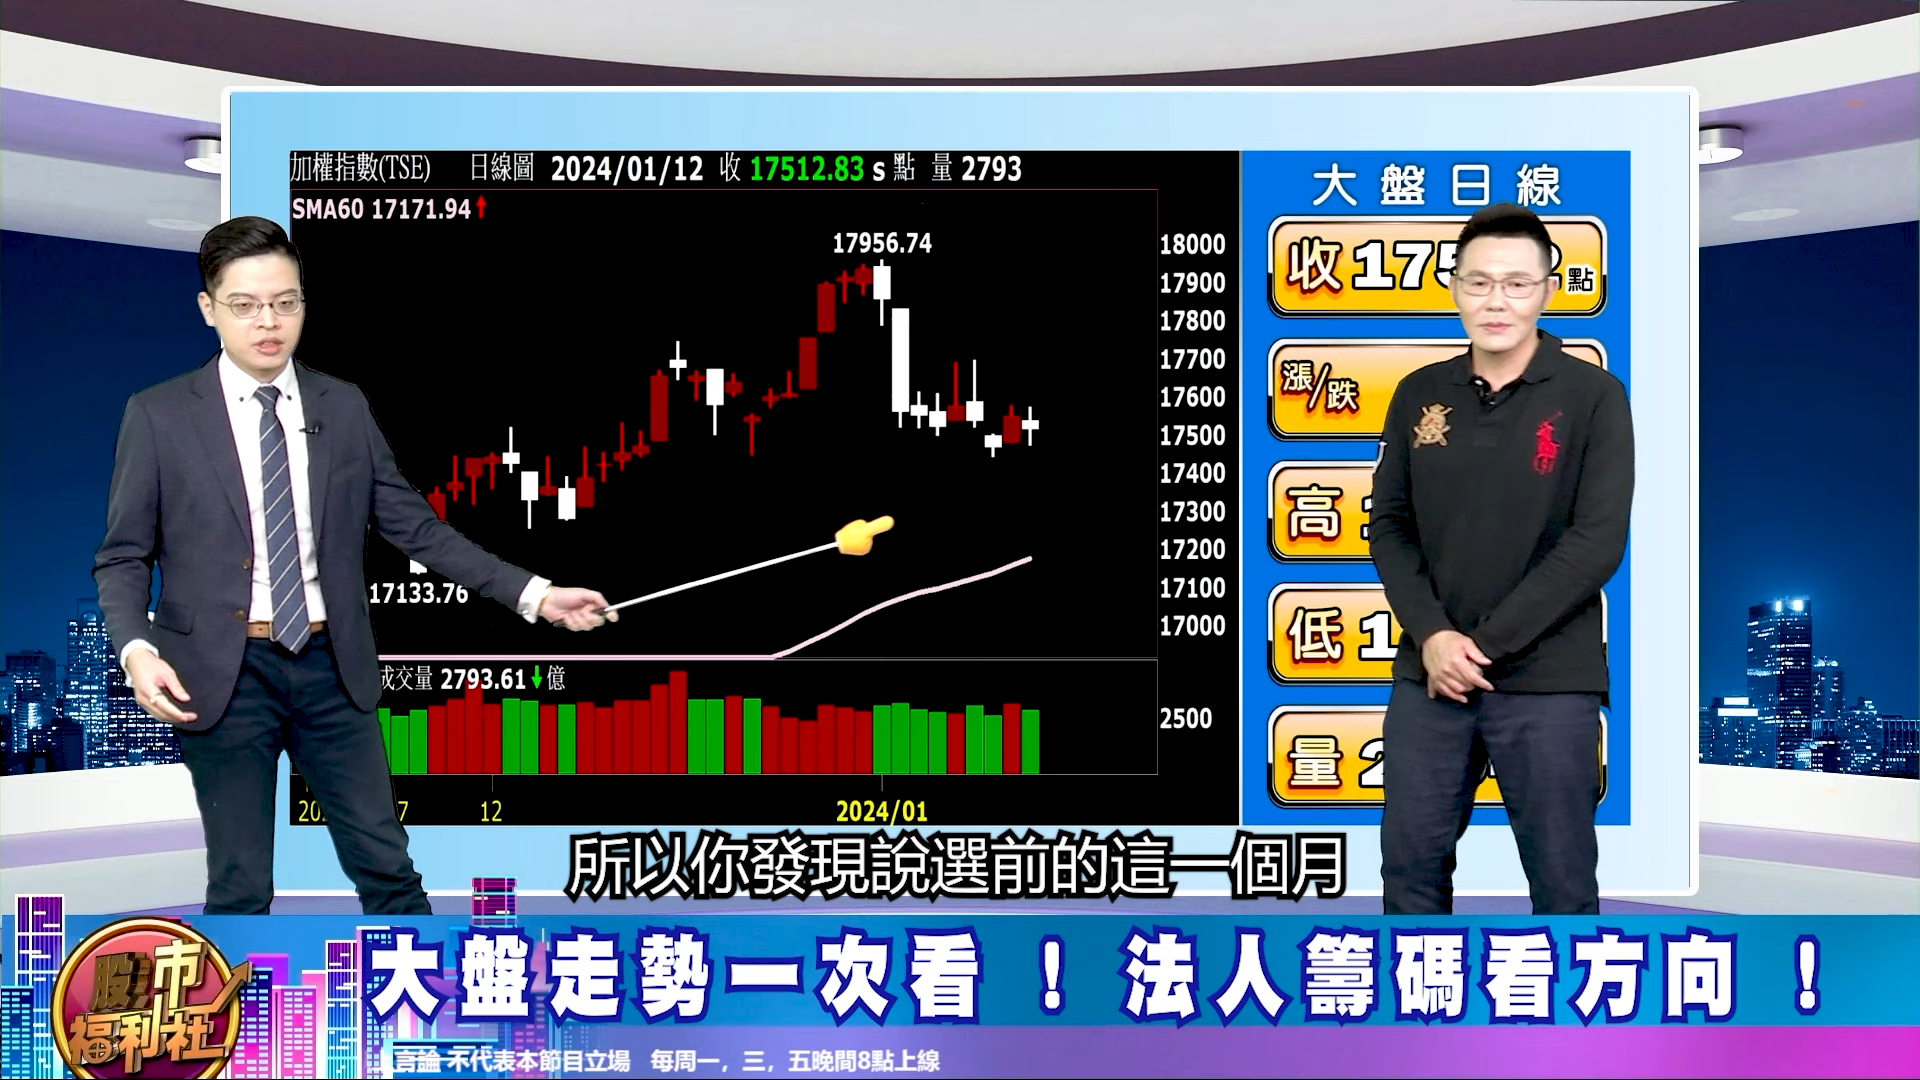 加權指數(TSE) 日線圖 2024/01/12 收 17512.83 s 點 量 2793
SMA60 17171.94↑
17956.74
17133.76
18000
17900
17800
17700
17600
17500
17400
17300
17200
17100
17000
成交量 2793.61↓億
2500
7
12
2024/01
大盤日線
收175
點
漲/跌
高
低1
量2
所以你發現說選前的這一個月
大盤走勢一次看！法人籌碼看方向！
股市
福利社
言論 不代表本節目立場 每周一，三，五晚間8點上線